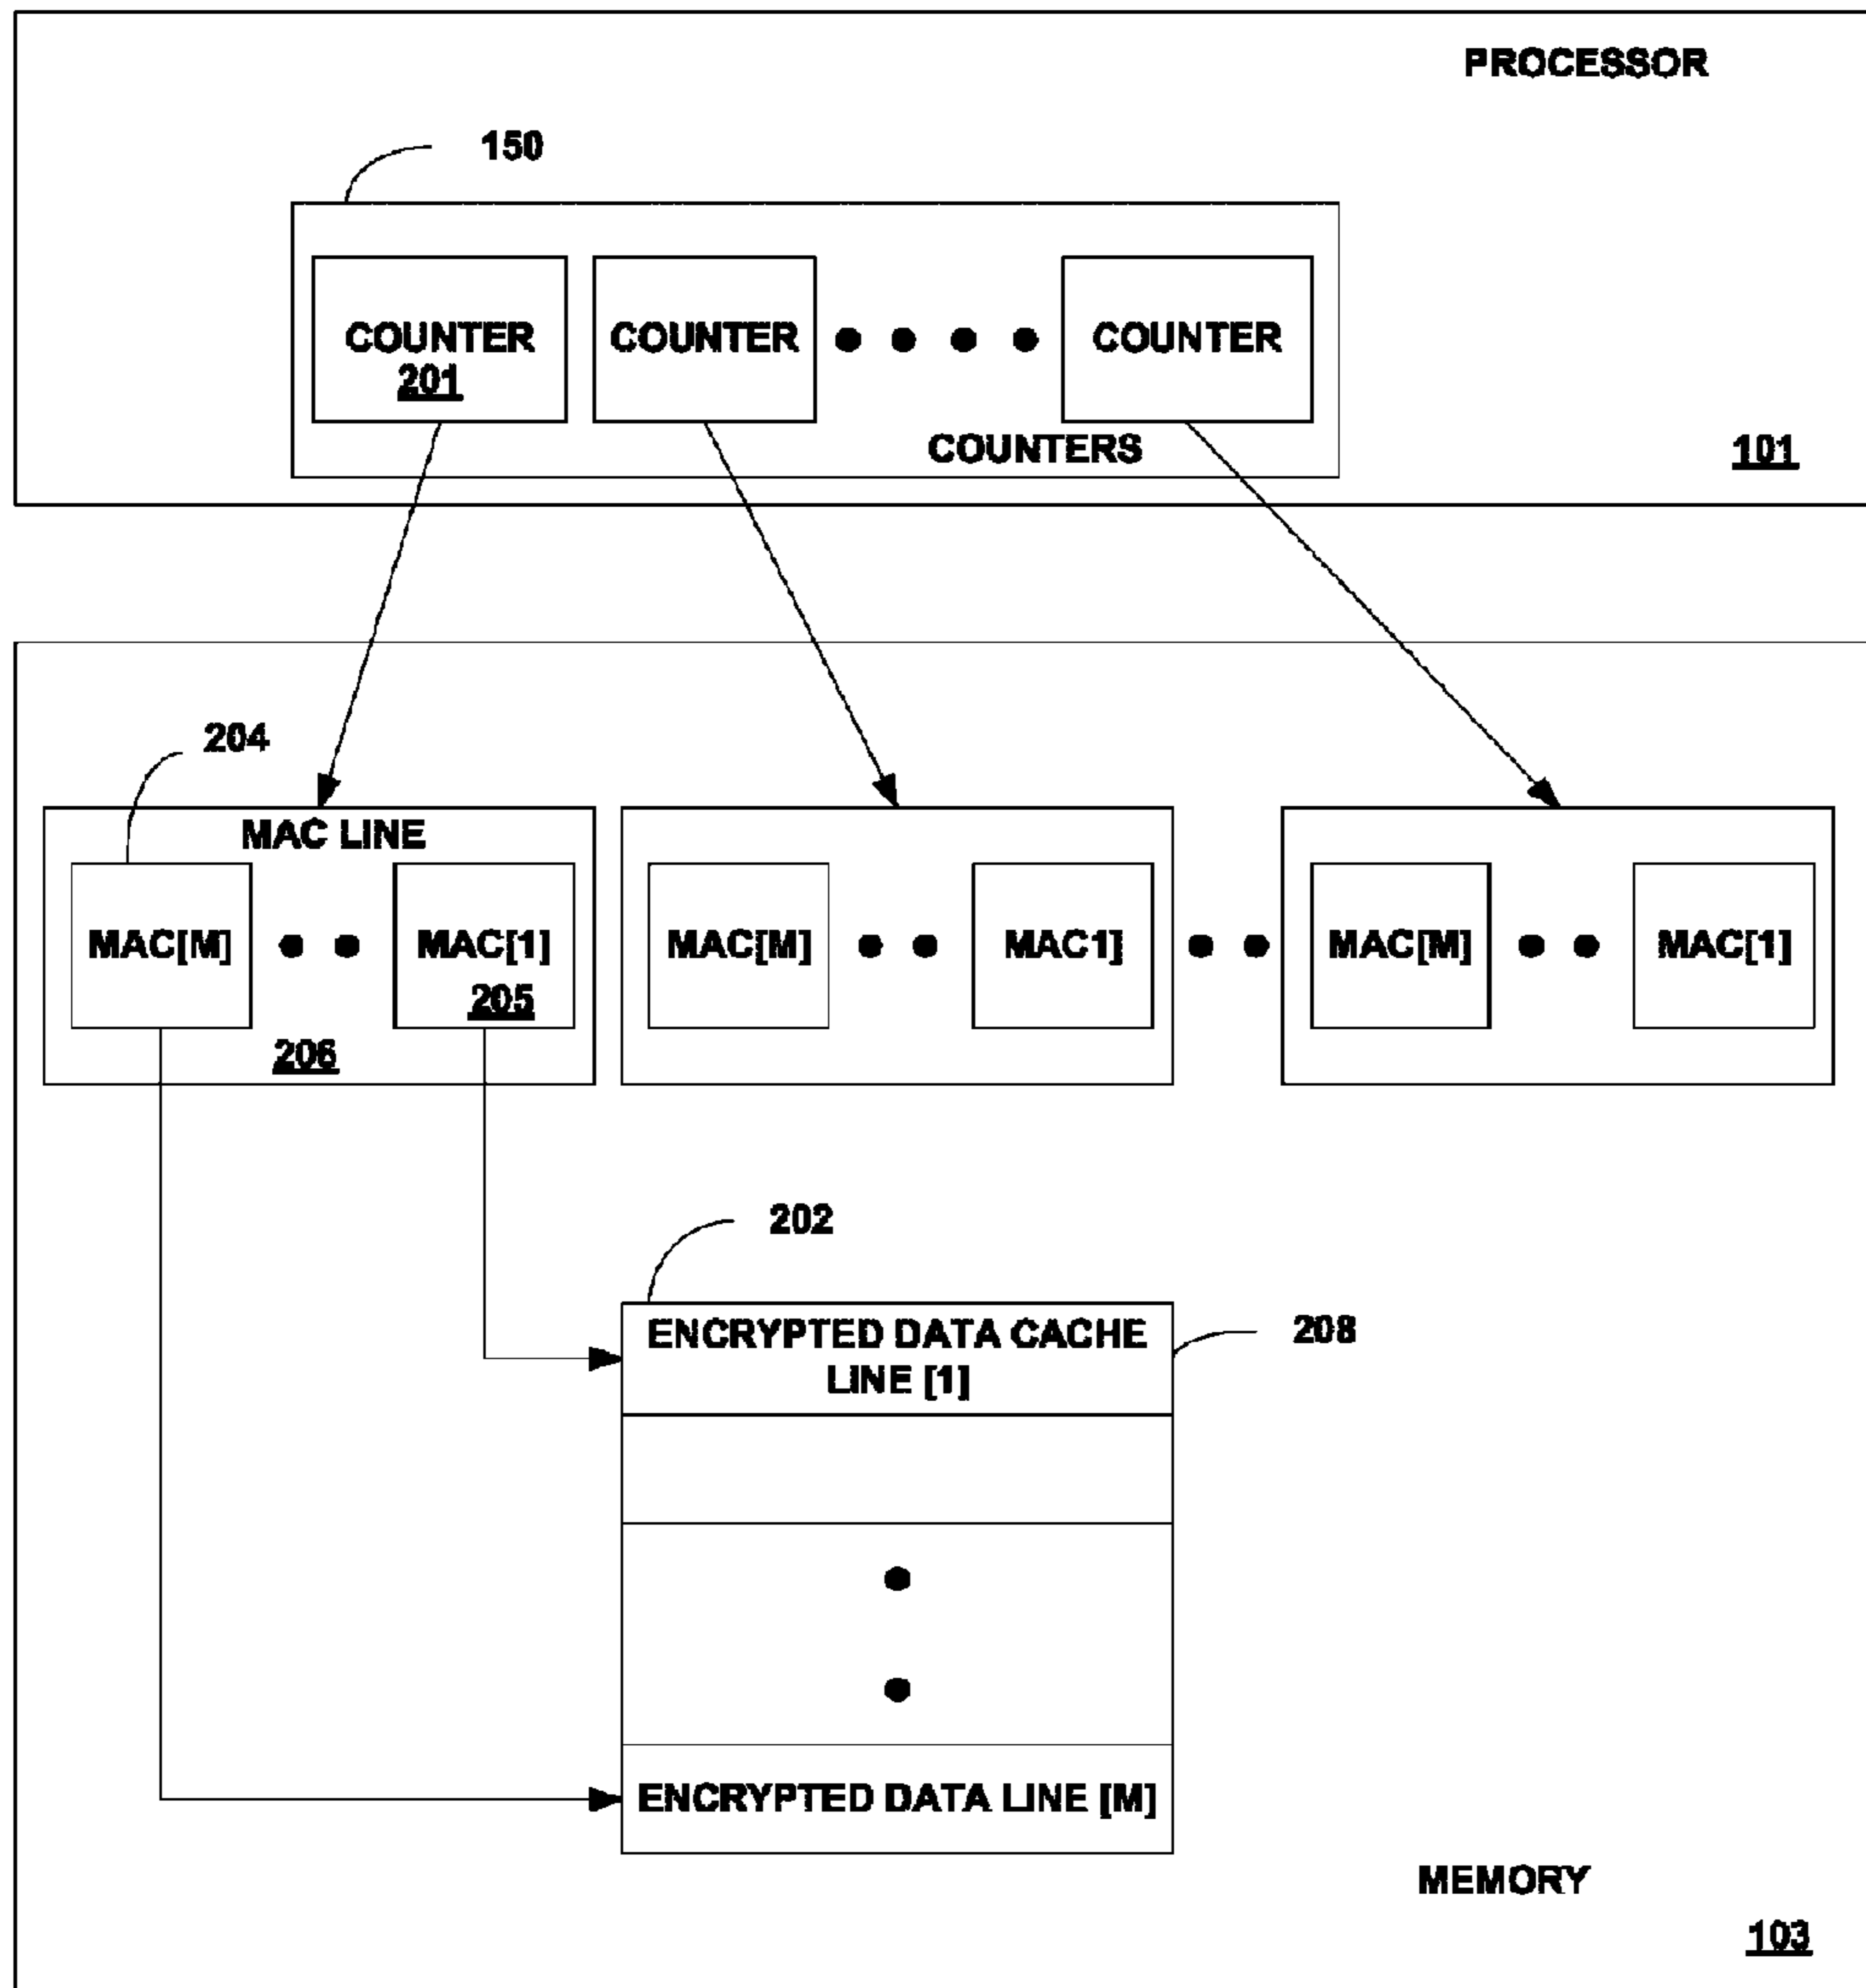 PROCESSOR
150
COUNTER
201
COUNTER
COUNTER
COUNTERS
101
204
MAC LINE
MAC[M]
MAC[1]
205
206
MAC[M]
MAC1]
MAC[M]
MAC[1]
202
208
ENCRYPTED DATA CACHE
LINE [1]
ENCRYPTED DATA LINE [M]
MEMORY
103